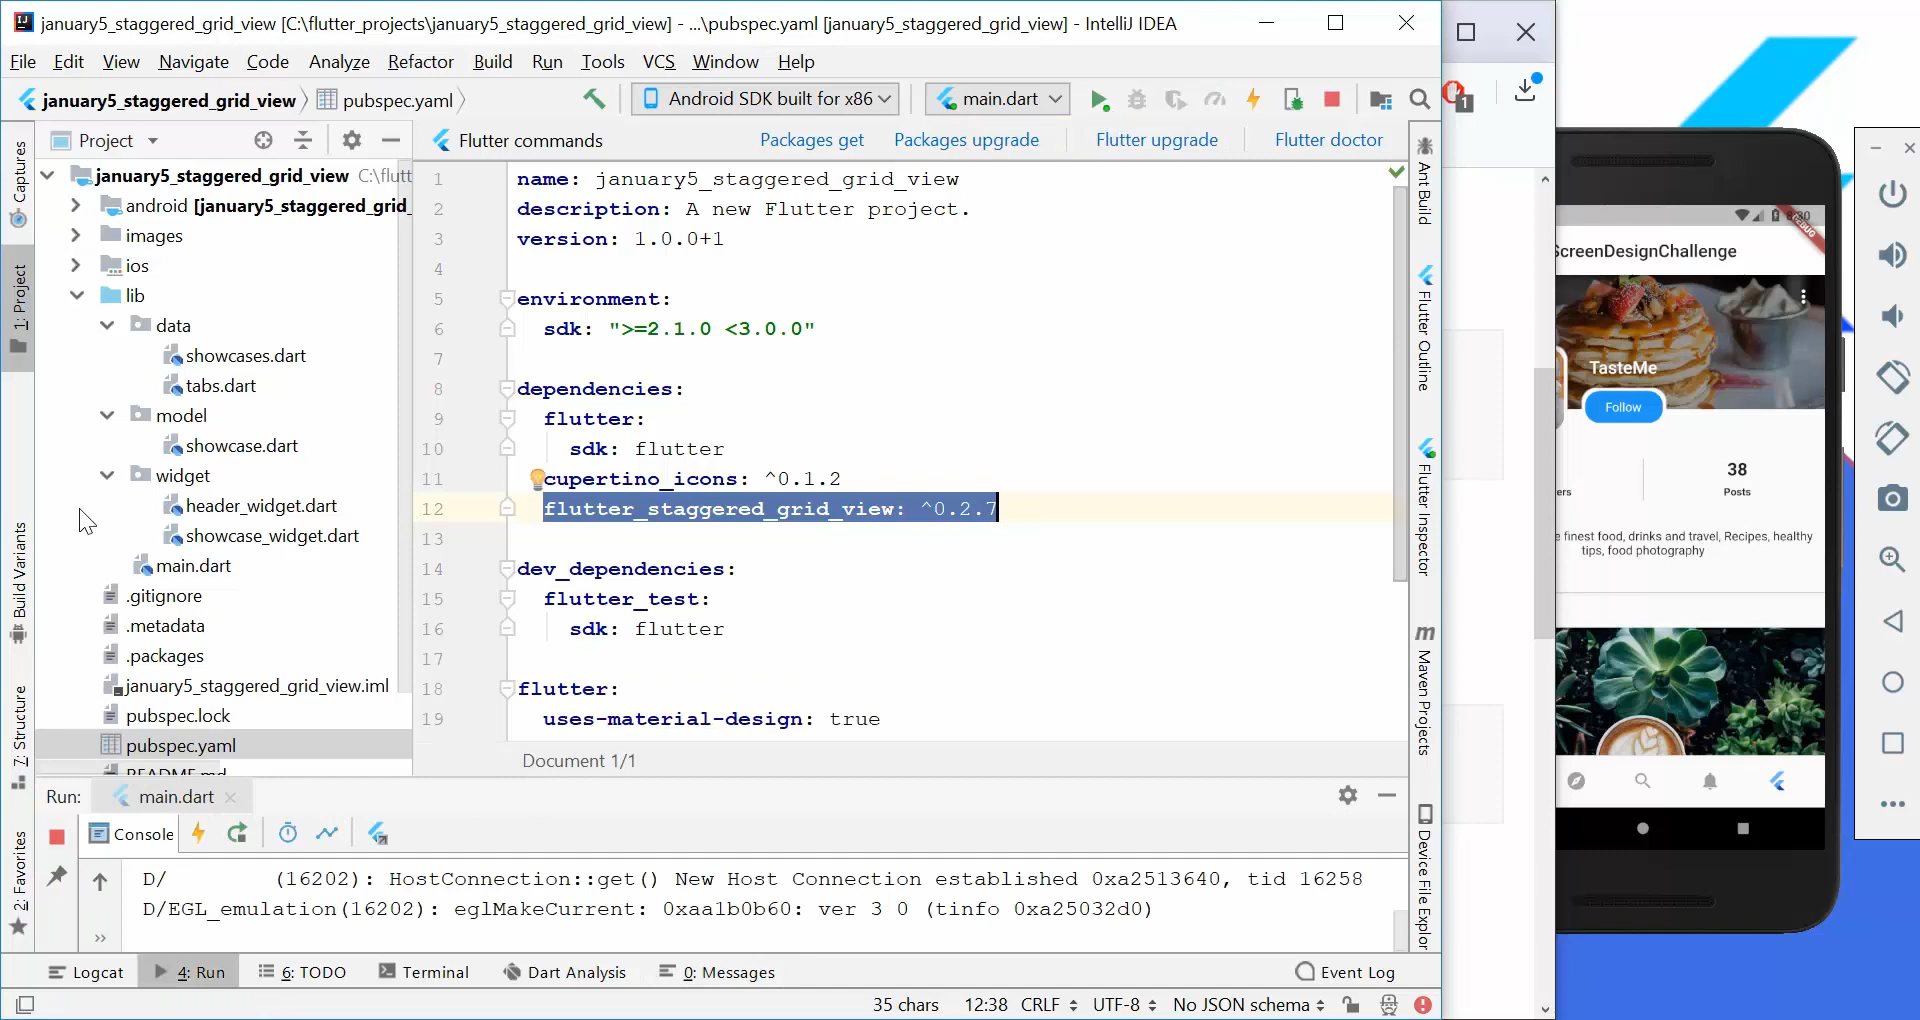 january5_staggered_grid_view [C:\flutter_projects\january5_staggered_grid_view] - ...\pubspec.yaml [january5_staggered_grid_view] - IntelliJ IDEA
File Edit View Navigate Code Analyze Refactor Build Run Tools VCS Window Help
january5_staggered_grid_view pubspec.yaml Android SDK built for x86 main.dart
1
Project
Flutter commands Packages get Packages upgrade Flutter upgrade Flutter doctor
Captures
1: Project
Build Variants
7: Structure
2: Favorites
january5_staggered_grid_view C:\flutt
android [january5_staggered_grid_
images
ios
lib
data
showcases.dart
tabs.dart
model
showcase.dart
widget
header_widget.dart
showcase_widget.dart
main.dart
.gitignore
.metadata
.packages
january5_staggered_grid_view.iml
pubspec.lock
pubspec.yaml
README.md
1 name: january5_staggered_grid_view
2 description: A new Flutter project.
3 version: 1.0.0+1
4
5 environment:
6 sdk: ">=2.1.0 <3.0.0"
7
8 dependencies:
9 flutter:
10 sdk: flutter
11 cupertino_icons: ^0.1.2
12 flutter_staggered_grid_view: ^0.2.7
13
14 dev_dependencies:
15 flutter_test:
16 sdk: flutter
17
18 flutter:
19 uses-material-design: true
Document 1/1
Ant Build
Flutter Outline
Flutter Inspector
Maven Projects
Device File Explor
8:30
DEBUG
ScreenDesignChallenge
TasteMe
Follow
38
ers Posts
e finest food, drinks and travel, Recipes, healthy
tips, food photography
Run: main.dart
Console
D/ (16202): HostConnection::get() New Host Connection established 0xa2513640, tid 16258
D/EGL_emulation(16202): eglMakeCurrent: 0xaa1b0b60: ver 3 0 (tinfo 0xa25032d0)
Logcat 4: Run 6: TODO Terminal Dart Analysis 0: Messages Event Log
35 chars 12:38 CRLF UTF-8 No JSON schema